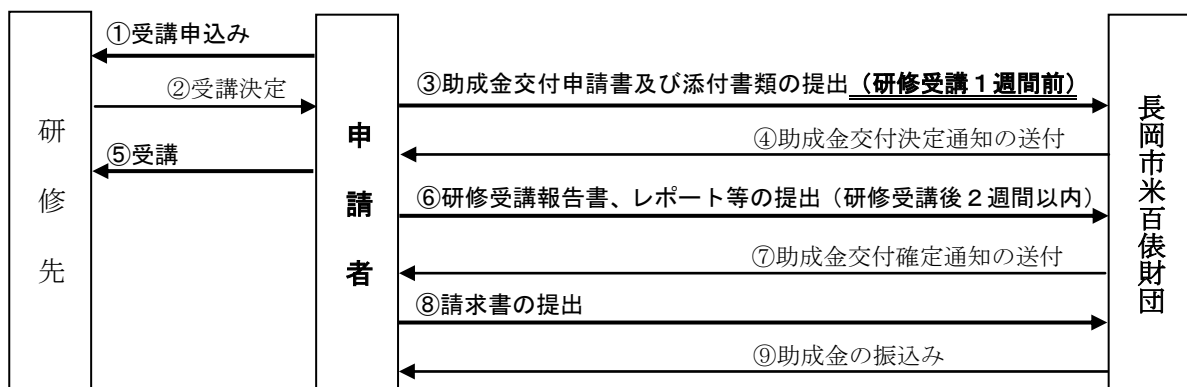 研修先
申請者
長岡市米百俵財団
①受講申込み
②受講決定
③助成金交付申請書及び添付書類の提出（研修受講１週間前）
④助成金交付決定通知の送付
⑤受講
⑥研修受講報告書、レポート等の提出（研修受講後２週間以内）
⑦助成金交付確定通知の送付
⑧請求書の提出
⑨助成金の振込み